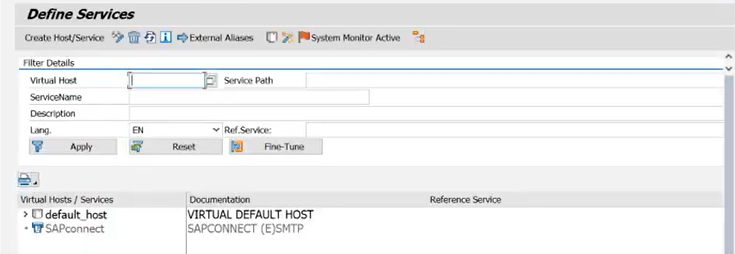 Define Services
Create Host/Service External Aliases System Monitor Active
Filter Details
Virtual Host Service Path
ServiceName
Description
Lang. EN Ref.Service:
Apply Reset Fine-Tune
Virtual Hosts / Services Documentation Reference Service
default_host VIRTUAL DEFAULT HOST
SAPconnect SAPCONNECT (E)SMTP